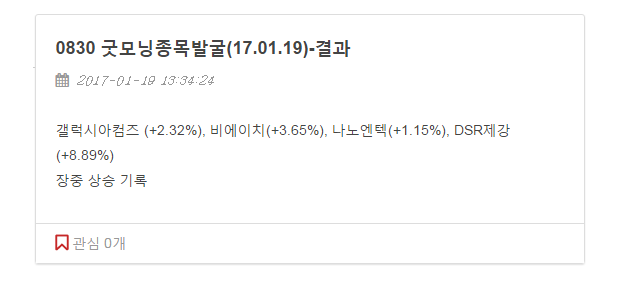 0830 굿모닝종목발굴(17.01.19)-결과
2017-01-19 13:34:24
갤럭시아컴즈 (+2.32%), 비에이치(+3.65%), 나노엔텍(+1.15%), DSR제강
(+8.89%)
장중 상승 기록
관심 0개